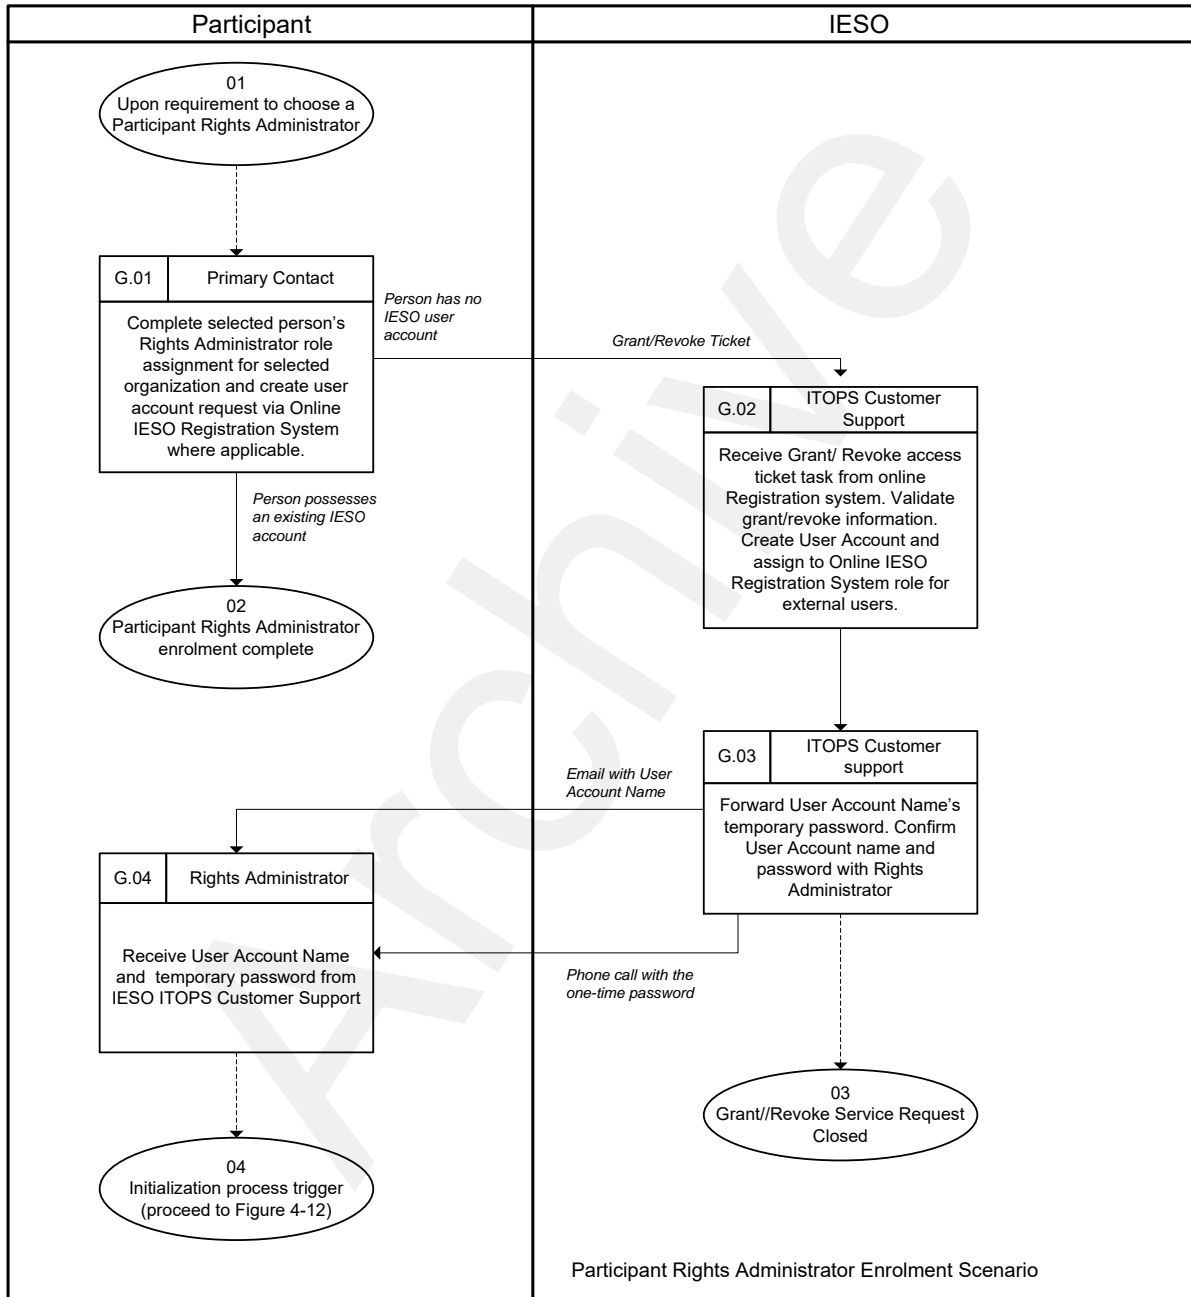 Participant
IESO
01
Upon requirement to choose a
Participant Rights Administrator
G.01
Primary Contact
Complete selected person's
Rights Administrator role
assignment for selected
organization and create user
account request via Online
IESO Registration System
where applicable.
Person has no
IESO user
account
Grant/Revoke Ticket
G.02
ITOPS Customer
Support
Receive Grant/ Revoke access
ticket task from online
Registration system. Validate
grant/revoke information.
Create User Account and
assign to Online IESO
Registration System role for
external users.
Person possesses
an existing IESO
account
02
Participant Rights Administrator
enrolment complete
G.03
ITOPS Customer
support
Forward User Account Name's
temporary password. Confirm
User Account name and
password with Rights
Administrator
Email with User
Account Name
G.04
Rights Administrator
Receive User Account Name
and  temporary password from
IESO ITOPS Customer Support
Phone call with the
one-time password
03
Grant//Revoke Service Request
Closed
04
Initialization process trigger
(proceed to Figure 4-12)
Participant Rights Administrator Enrolment Scenario
Archive